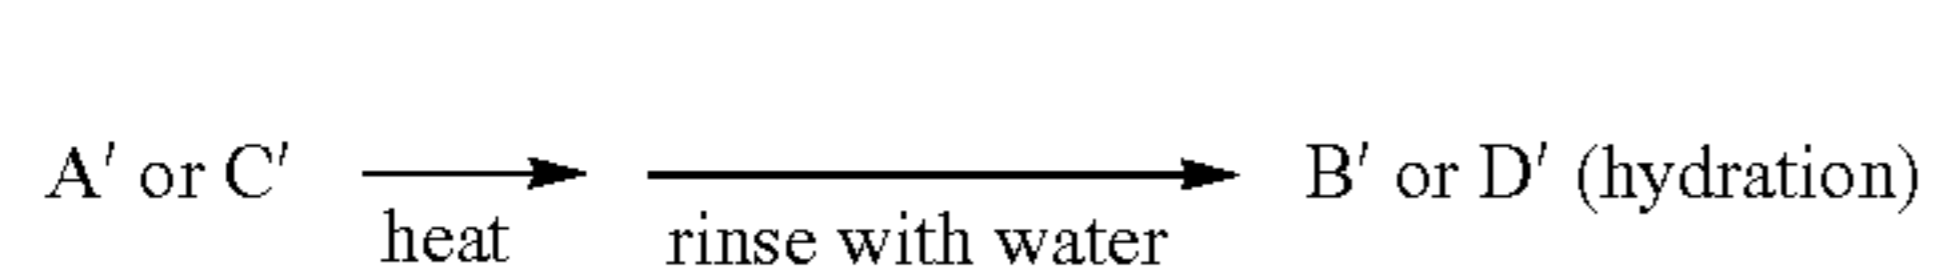 A′ or C′ heat rinse with water B′ or D′ (hydration)